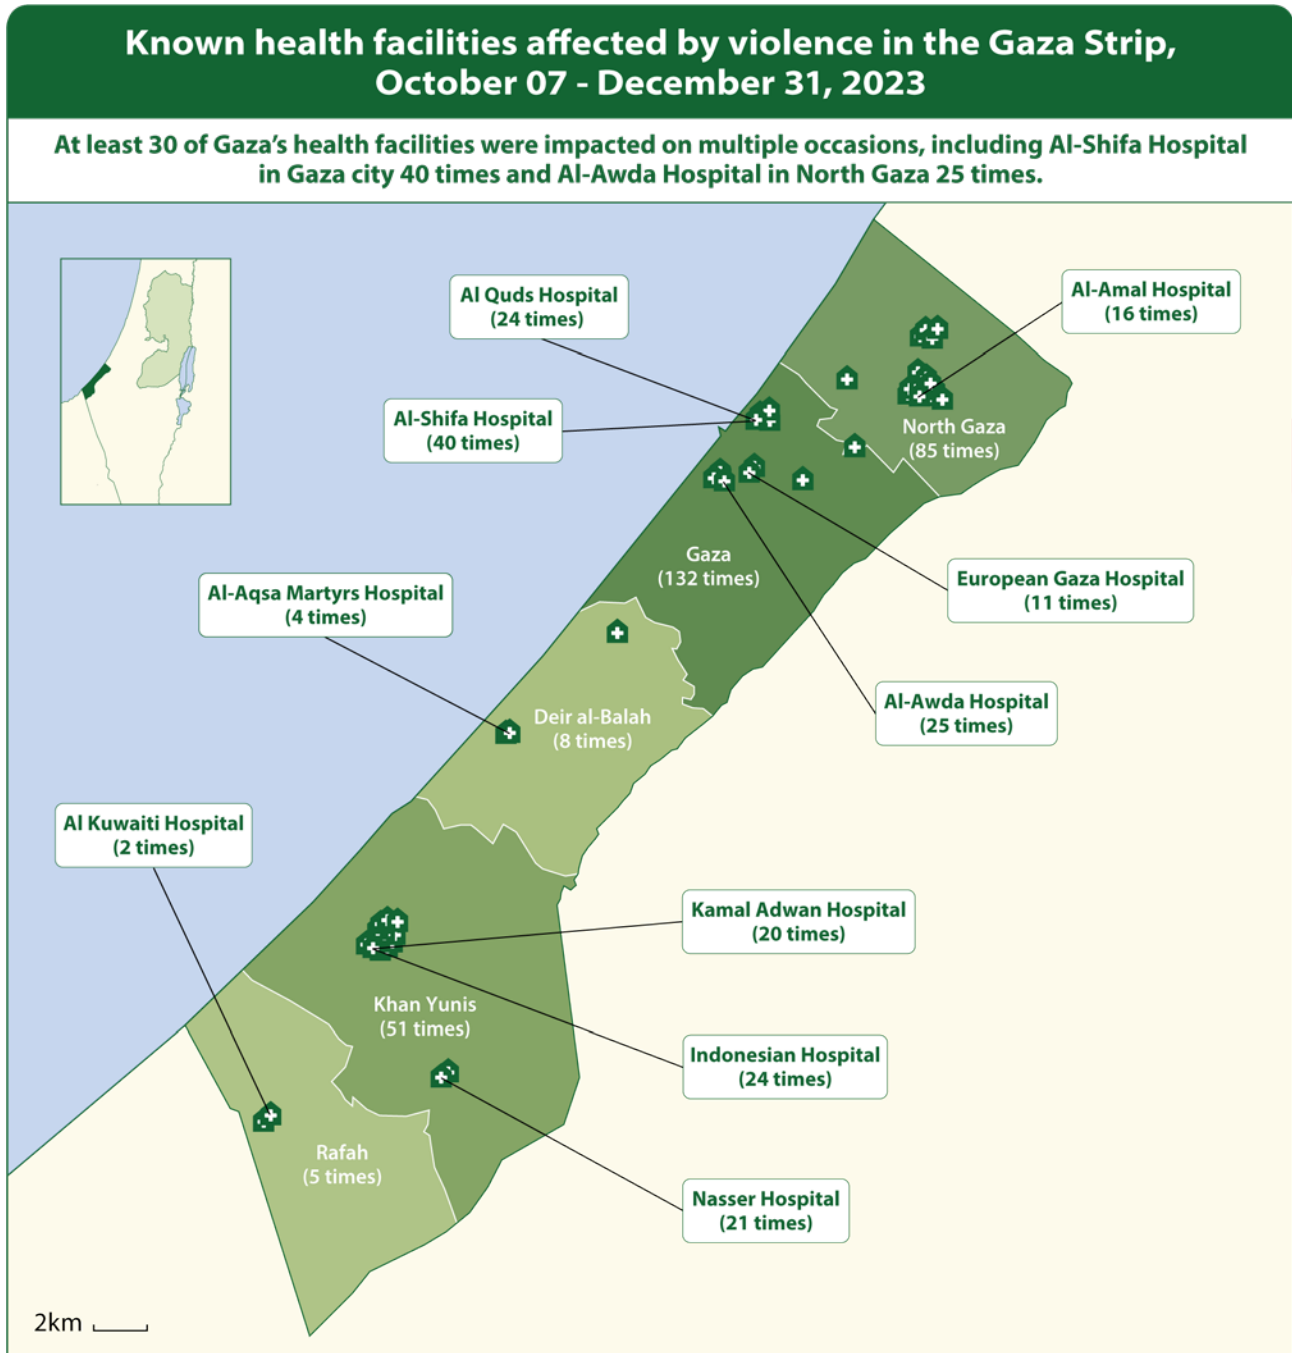 Known health facilities affected by violence in the Gaza Strip,
October 07 - December 31, 2023
At least 30 of Gaza’s health facilities were impacted on multiple occasions, including Al-Shifa Hospital
in Gaza city 40 times and Al-Awda Hospital in North Gaza 25 times.
Al Quds Hospital
(24 times)
Al-Amal Hospital
(16 times)
Al-Shifa Hospital
(40 times)
North Gaza
(85 times)
Gaza
(132 times)
European Gaza Hospital
(11 times)
Al-Aqsa Martyrs Hospital
(4 times)
Al-Awda Hospital
(25 times)
Deir al-Balah
(8 times)
Al Kuwaiti Hospital
(2 times)
Kamal Adwan Hospital
(20 times)
Khan Yunis
(51 times)
Indonesian Hospital
(24 times)
Rafah
(5 times)
Nasser Hospital
(21 times)
2km